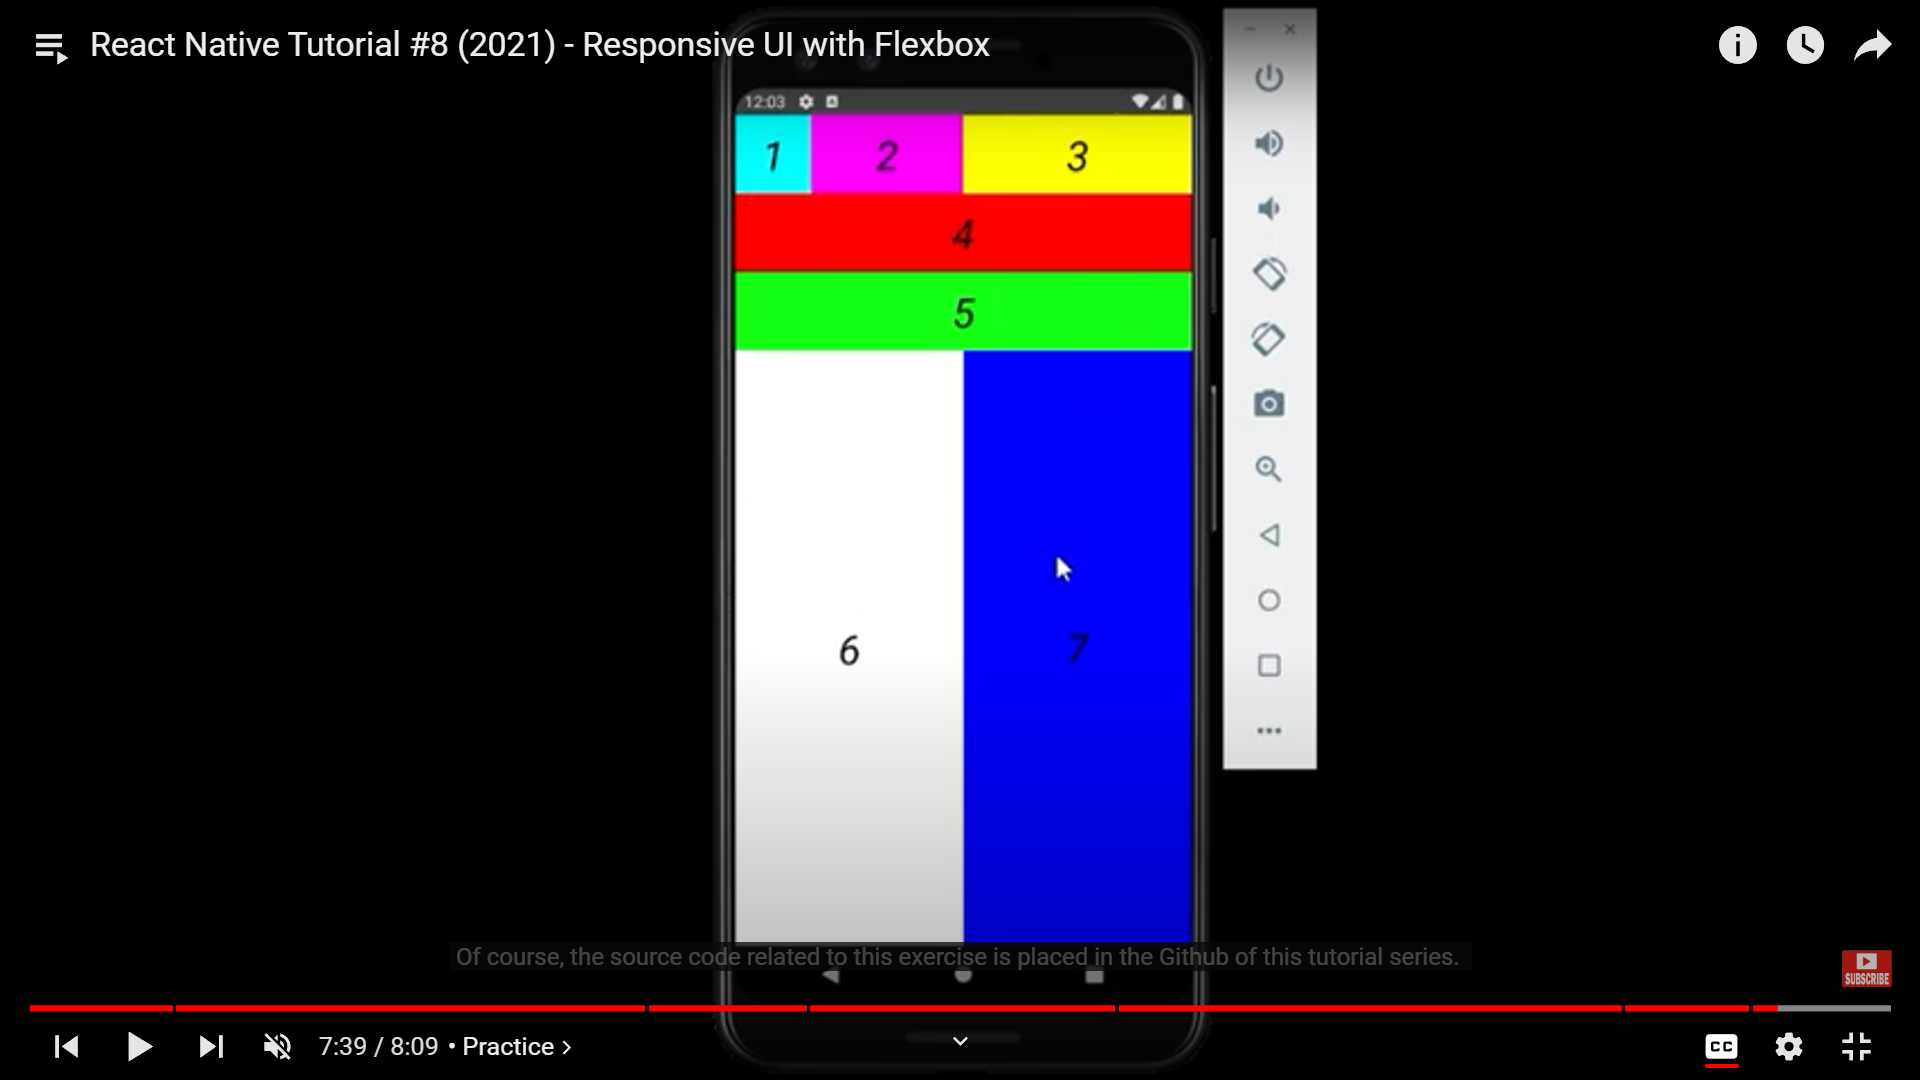 React Native Tutorial #8 (2021) - Responsive UI with Flexbox
12:03
1 2 3
4
5
6 7
Of course, the source code related to this exercise is placed in the Github of this tutorial series.
SUBSCRIBE
7:39 / 8:09 • Practice ›
CC